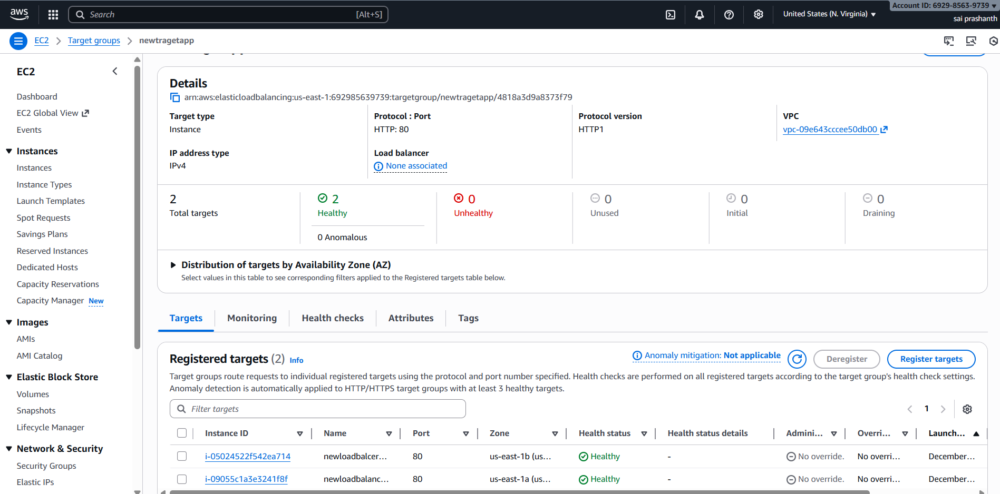 aws
Search
[Alt+S]
United States (N. Virginia)
Account ID: 6929-8563-9739
sai prashanth
EC2
Target groups
newtragetapp
EC2
Dashboard
EC2 Global View
Events
Instances
Instances
Instance Types
Launch Templates
Spot Requests
Savings Plans
Reserved Instances
Dedicated Hosts
Capacity Reservations
Capacity Manager New
Images
AMIs
AMI Catalog
Elastic Block Store
Volumes
Snapshots
Lifecycle Manager
Network & Security
Security Groups
Elastic IPs
Details
arn:aws:elasticloadbalancing:us-east-1:692985639739:targetgroup/newtragetapp/4818a3d9a8373f79
Target type
Instance
Protocol : Port
HTTP: 80
Protocol version
HTTP1
VPC
vpc-09e643cccee50db00
IP address type
IPv4
Load balancer
None associated
2
Total targets
2
Healthy
0 Anomalous
0
Unhealthy
0
Unused
0
Initial
0
Draining
Distribution of targets by Availability Zone (AZ)
Select values in this table to see corresponding filters applied to the Registered targets table below.
Targets
Monitoring
Health checks
Attributes
Tags
Registered targets (2) Info
Anomaly mitigation: Not applicable
Deregister
Register targets
Target groups route requests to individual registered targets using the protocol and port number specified. Health checks are performed on all registered targets according to the target group's health check settings.
Anomaly detection is automatically applied to HTTP/HTTPS target groups with at least 3 healthy targets.
Filter targets
1
Instance ID Name Port Zone Health status Health status details Admini... Overri... Launch...
i-05024522f542ea714 newloadbalcer... 80 us-east-1b (us... Healthy - No override. No overri... December...
i-09055c1a3e3241f8f newloadbalanc... 80 us-east-1a (us... Healthy - No override. No overri... December...